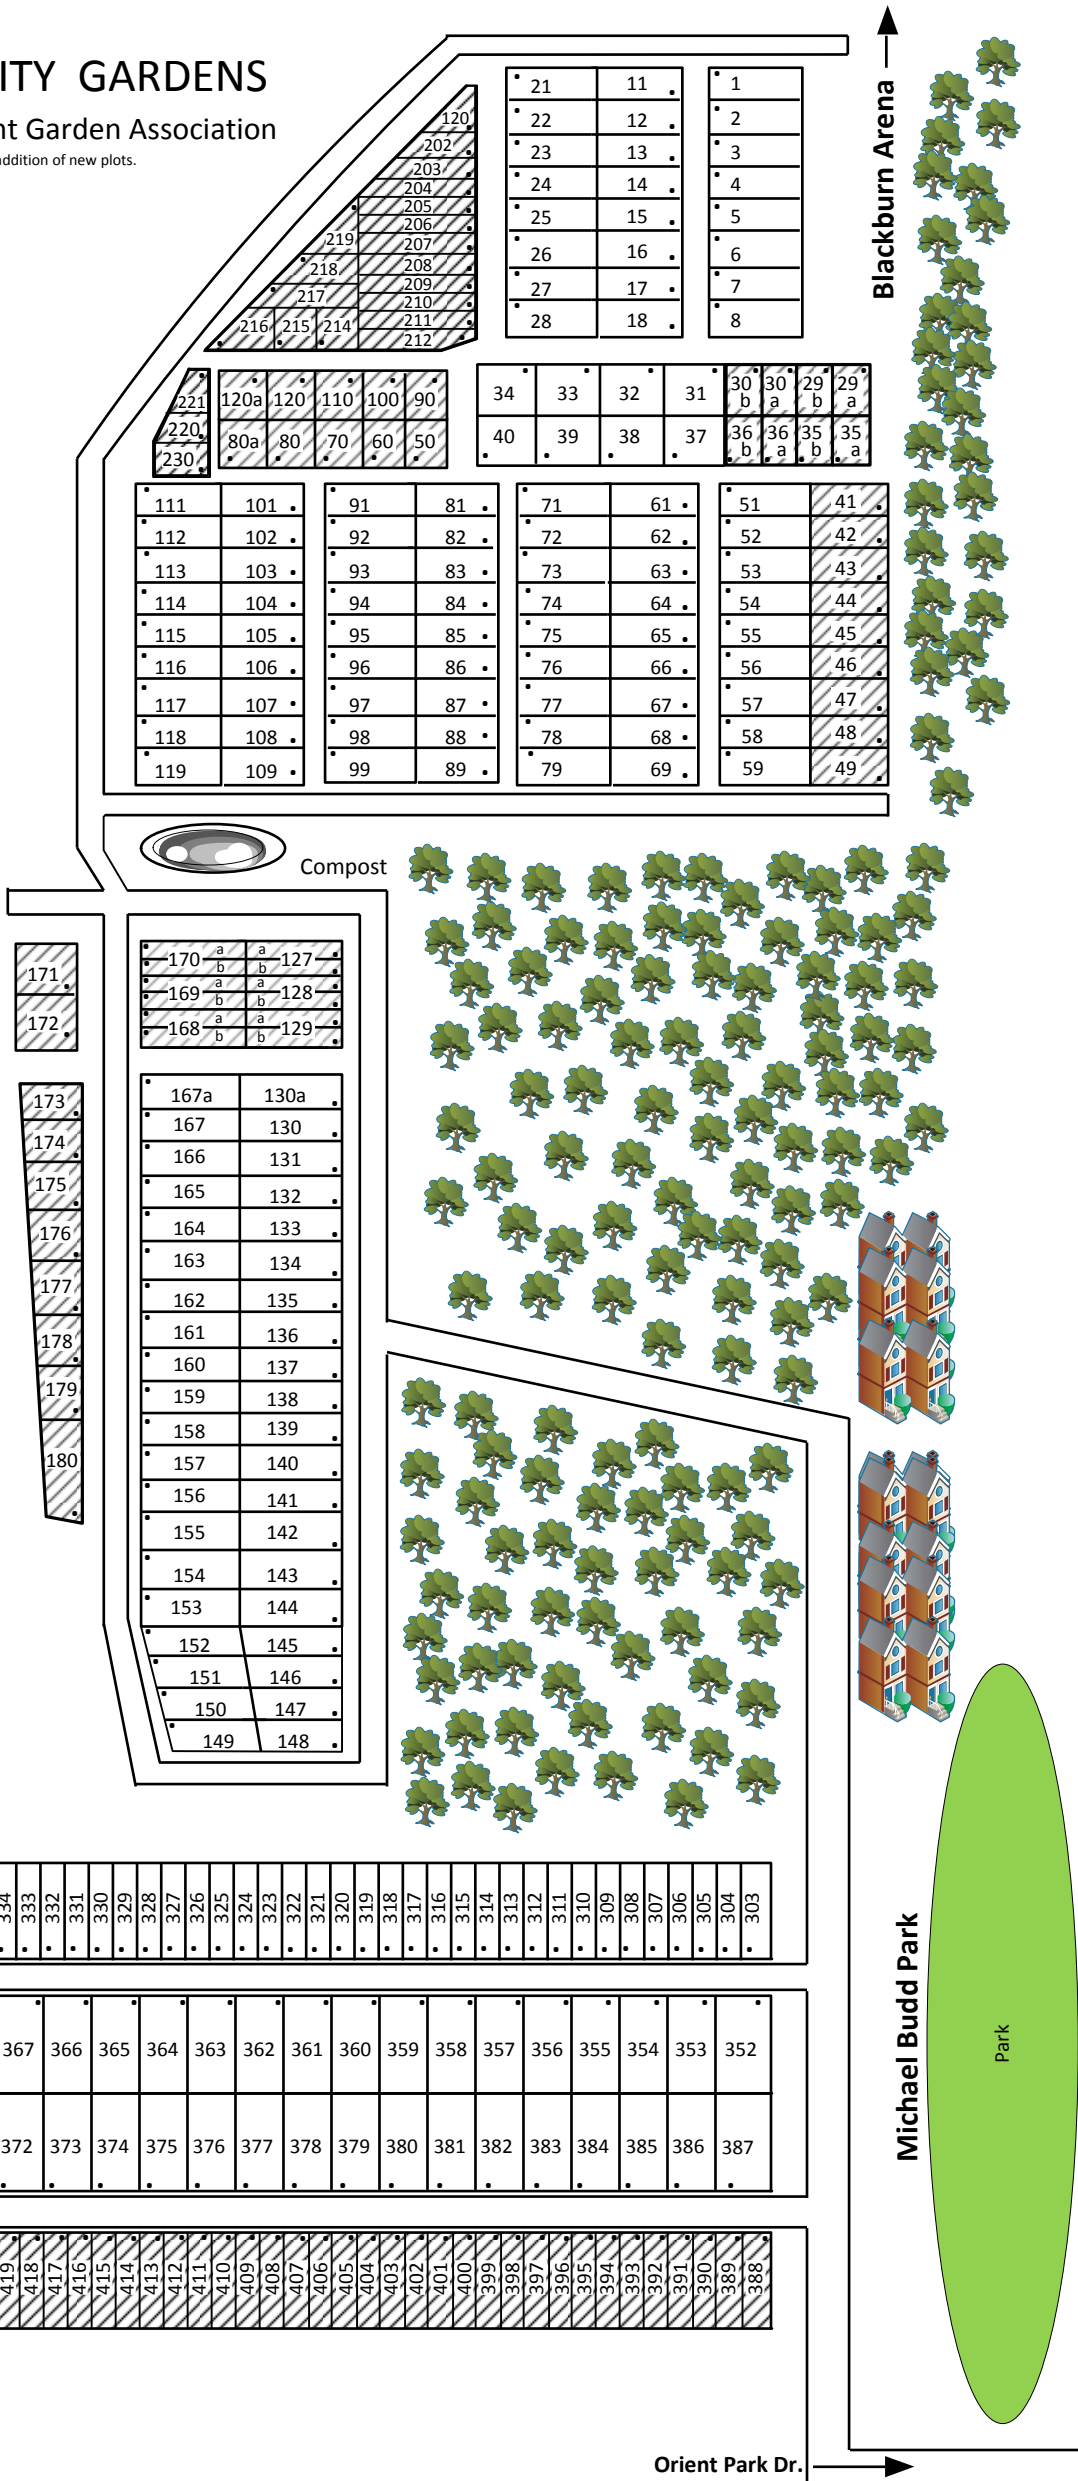 ITY GARDENS
nt Garden Association
addition of new plots.
Blackburn Arena
21 11 1
22 12 2
23 13 3
24 14 4
25 15 5
26 16 6
27 17 7
28 18 8
120
202
203
204
205
206
207
208
209
210
211
212
219
218
217
216 215 214
221
220
230
120a 120 110 100 90
80a 80 70 60 50
34 33 32 31 30b 30a 29b 29a
40 39 38 37 36b 36a 35b 35a
111 101 91 81 71 61 51 41
112 102 92 82 72 62 52 42
113 103 93 83 73 63 53 43
114 104 94 84 74 64 54 44
115 105 95 85 75 65 55 45
116 106 96 86 76 66 56 46
117 107 97 87 77 67 57 47
118 108 98 88 78 68 58 48
119 109 99 89 79 69 59 49
Compost
171
172
170 a a 127
b b
169 a a 128
b b
168 a a 129
b b
173
174
175
176
177
178
179
180
167a 130a
167 130
166 131
165 132
164 133
163 134
162 135
161 136
160 137
159 138
158 139
157 140
156 141
155 142
154 143
153 144
152 145
151 146
150 147
149 148
334 333 332 331 330 329 328 327 326 325 324 323 322 321 320 319 318 317 316 315 314 313 312 311 310 309 308 307 306 305 304 303
367 366 365 364 363 362 361 360 359 358 357 356 355 354 353 352
372 373 374 375 376 377 378 379 380 381 382 383 384 385 386 387
419 418 417 416 415 414 413 412 411 410 409 408 407 406 405 404 403 402 401 400 399 398 397 396 395 394 393 392 391 390 389 388
Michael Budd Park
Park
Orient Park Dr.